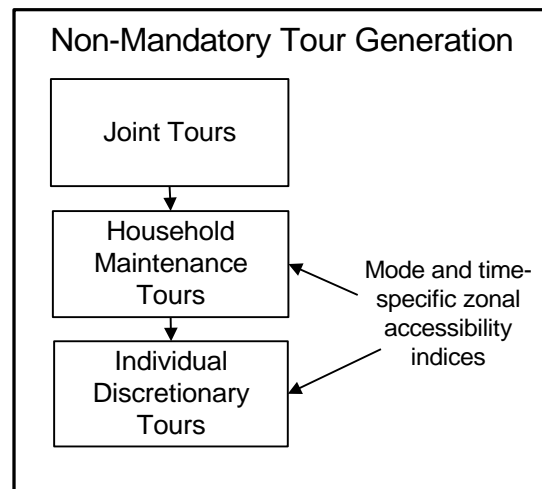 Non-Mandatory Tour Generation
Joint Tours
Household
Maintenance
Tours
Mode and time-
specific zonal
accessibility
indices
Individual
Discretionary
Tours